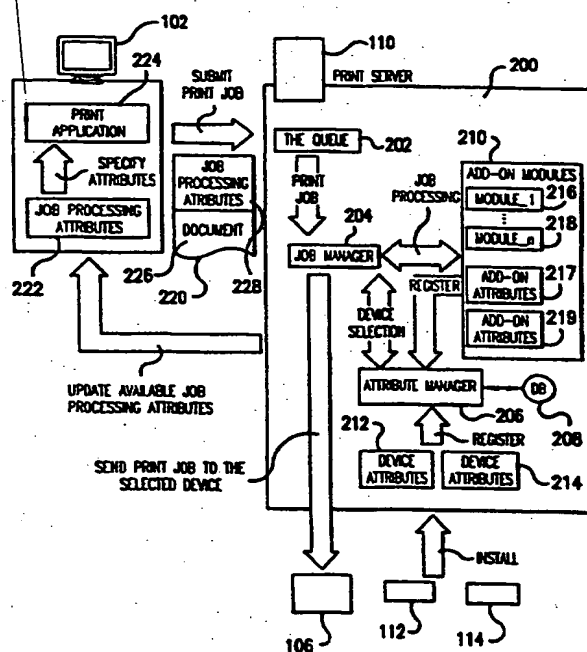 102
110
224
SUBMIT
PRINT JOB
PRINT SERVER
200
PRINT
APPLICATION
THE QUEUE
202
210
SPECIFY
ATTRIBUTES
JOB
PROCESSING
ATRIBUTES
PRINT
JOB
204
JOB
PROCESSING
ADD-ON MODULES
MODULE_1
216
MODULE_n
218
JOB PROCESSING
ATTRIBUTES
DOCUMENT
JOB MANAGER
222
226
220
228
REGISTER
DEVICE
SELECTION
ADD-ON
ATTRIBUTES
217
ADD-ON
ATTRIBUTES
219
UPDATE AVAILABLE JOB
PROCESSING ATTRIBUTES
ATTRIBUTE MANAGER
DB
206
208
212
REGISTER
SEND PRINT JOB TO THE
SELECTED DEVICE
DEVICE
ATTRIBUTES
DEVICE
ATTRIBUTES
214
INSTALL
106
112
114